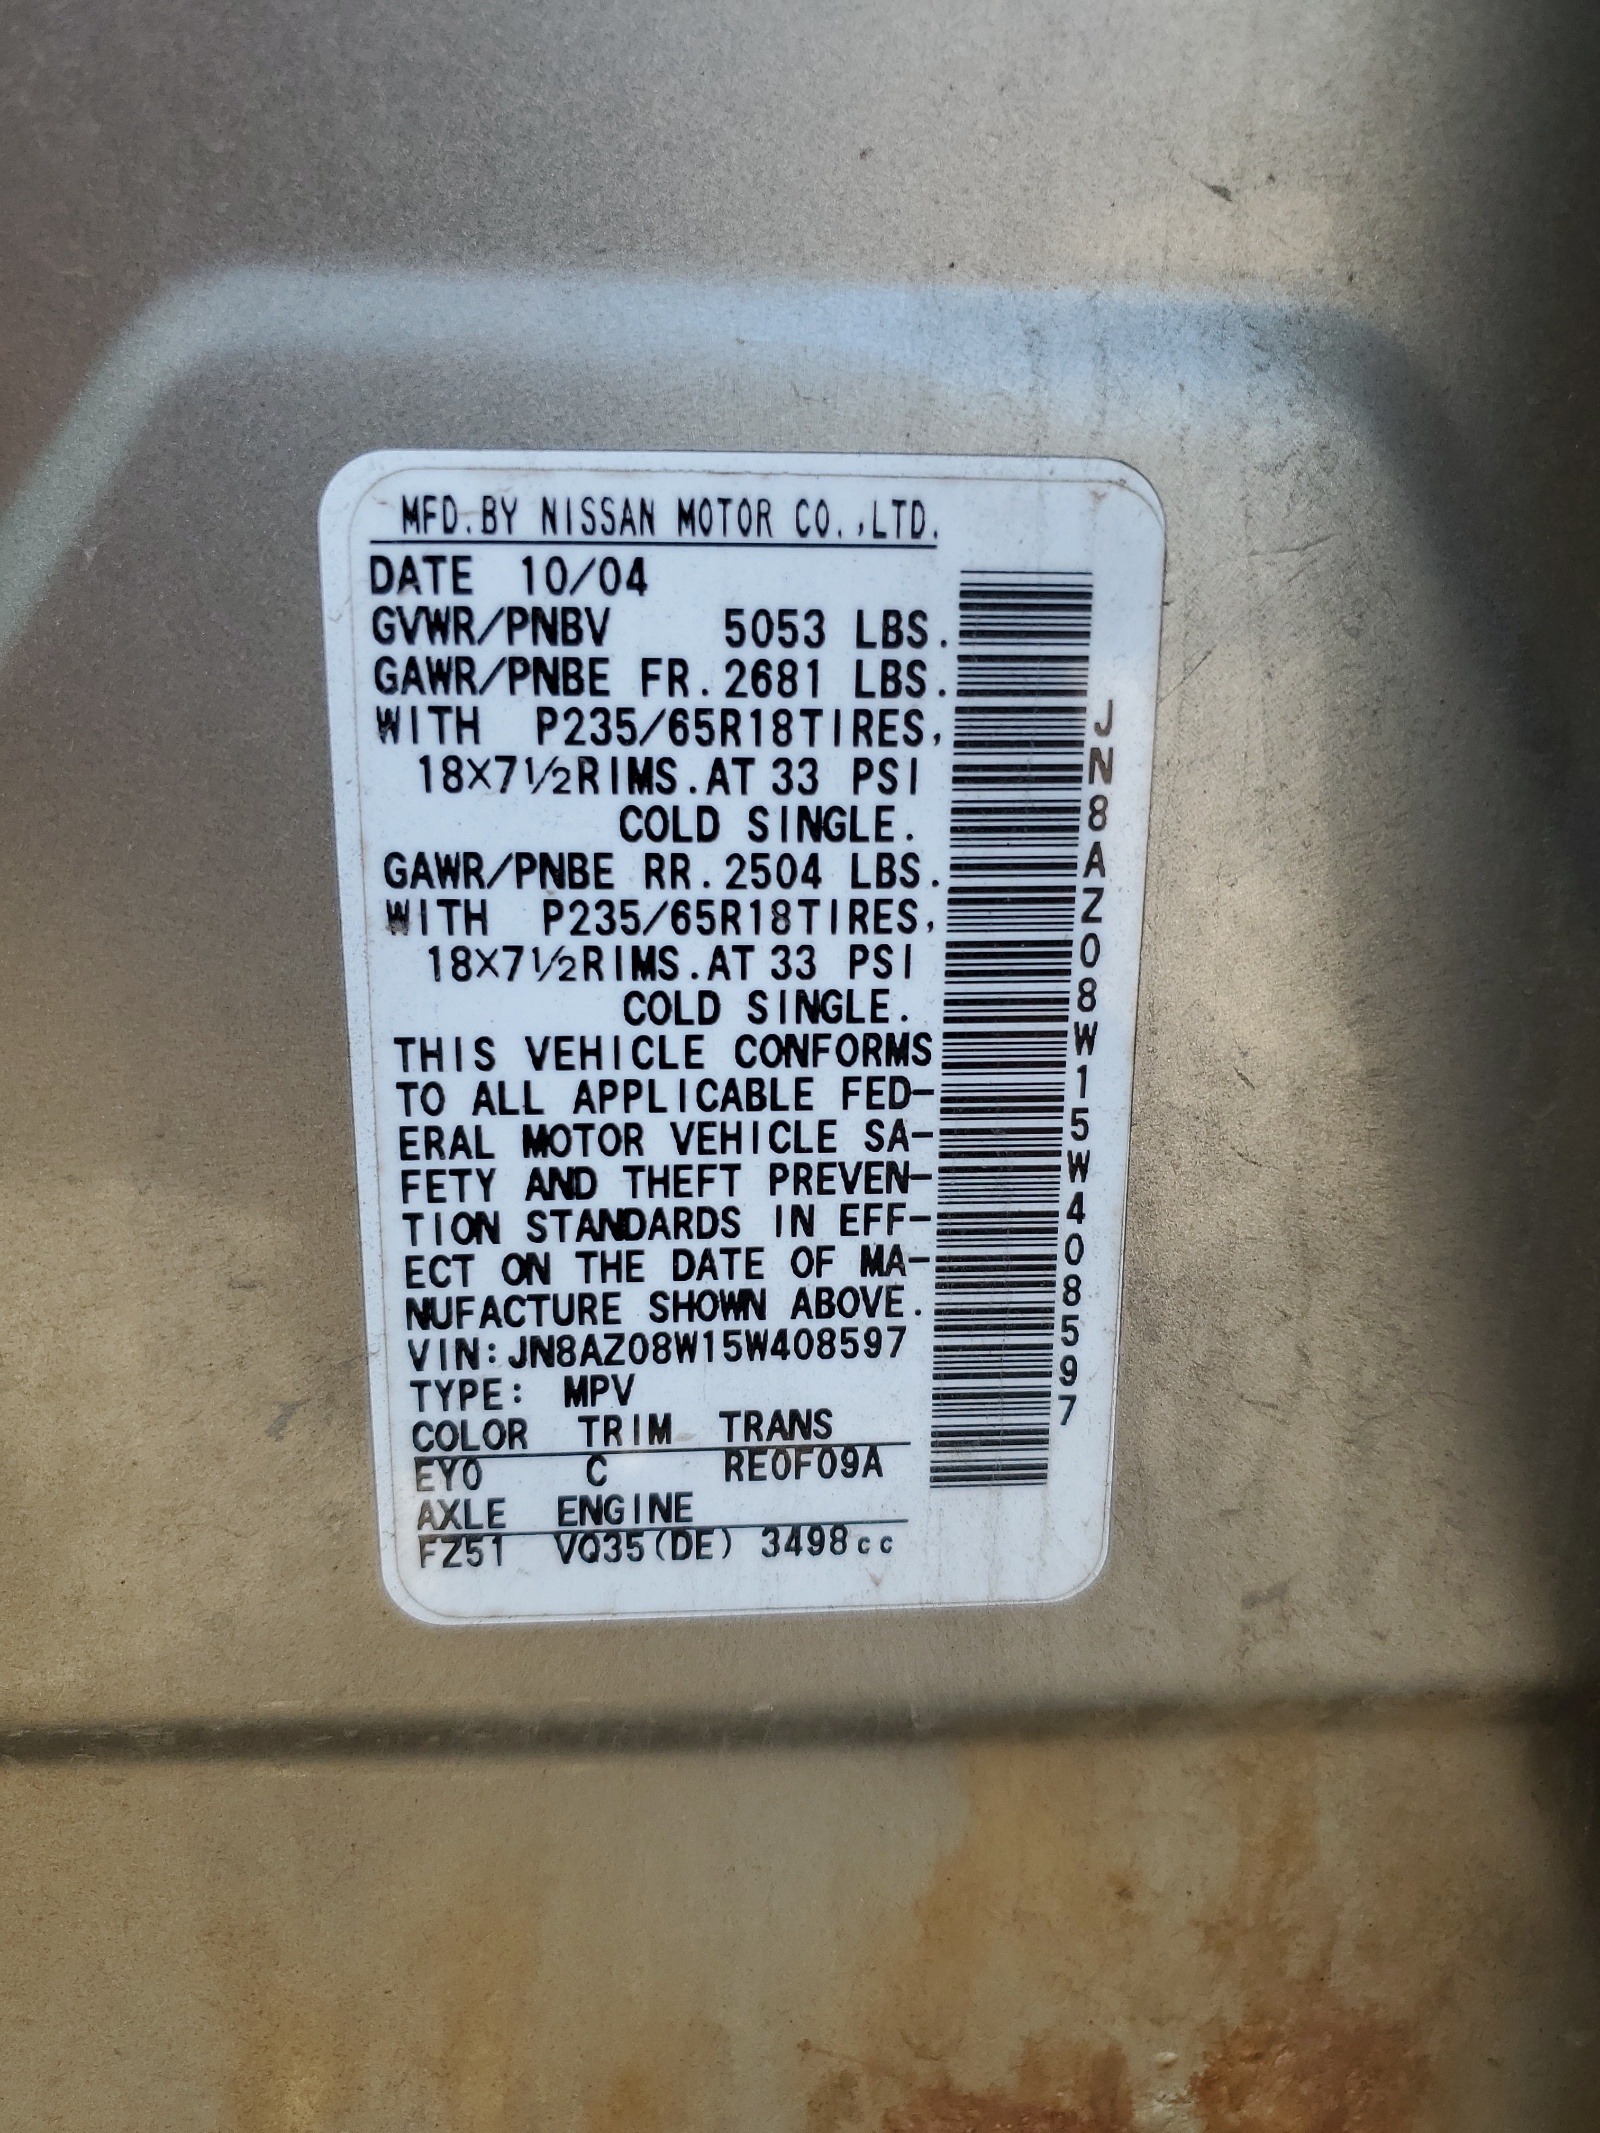 MFD.BY NISSAN MOTOR CO.,LTD.
DATE 10/04
GVWR/PNBV 5053 LBS.
GAWR/PNBE FR. 2681 LBS.
WITH P235/65R18TIRES,
18×7½RIMS.AT 33 PSI
COLD SINGLE.
GAWR/PNBE RR. 2504 LBS.
WITH P235/65R18TIRES,
18×7½RIMS.AT 33 PSI
COLD SINGLE.
THIS VEHICLE CONFORMS
TO ALL APPLICABLE FED-
ERAL MOTOR VEHICLE SA-
FETY AND THEFT PREVEN-
TION STANDARDS IN EFF-
ECT ON THE DATE OF MA-
NUFACTURE SHOWN ABOVE.
VIN:JN8AZ08W15W408597
TYPE: MPV
COLOR TRIM TRANS
EY0 C RE0F09A
AXLE ENGINE
FZ51 VQ35(DE) 3498cc
JN8AZ08W15W408597